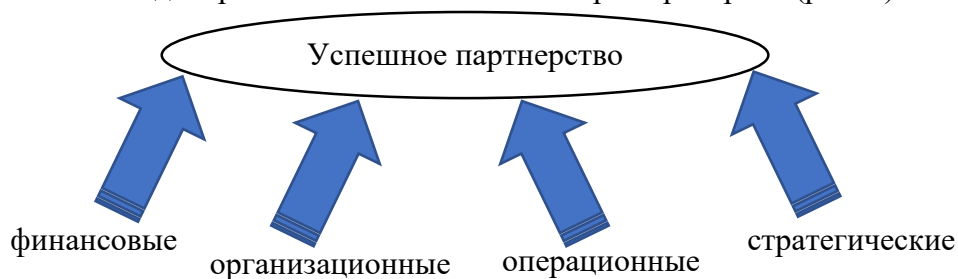 Успешное партнерство
финансовые
организационные
операционные
стратегические